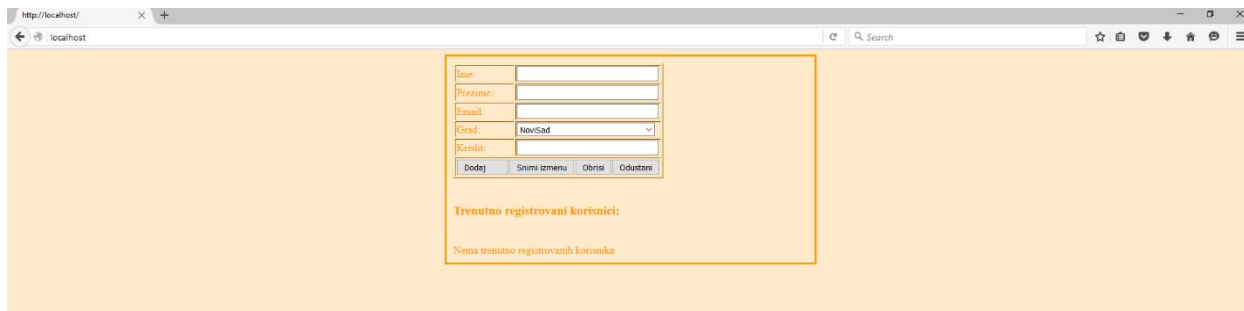 http://localhost/
localhost
Search
Ime:
Prezime:
Email:
Grad: NoviSad
Kredit:
Dodaj Snimi izmenu Obrisi Odustani
Trenutno registrovani korisnici:
Nema trenutno registrovanih korisnika